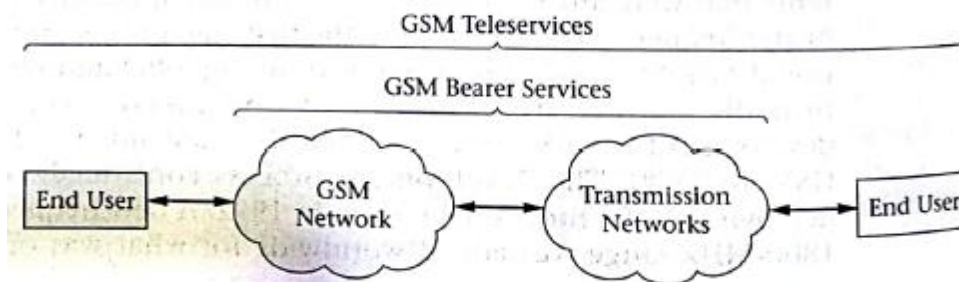 GSM Teleservices
GSM Bearer Services
End User
GSM
Network
Transmission
Networks
End User